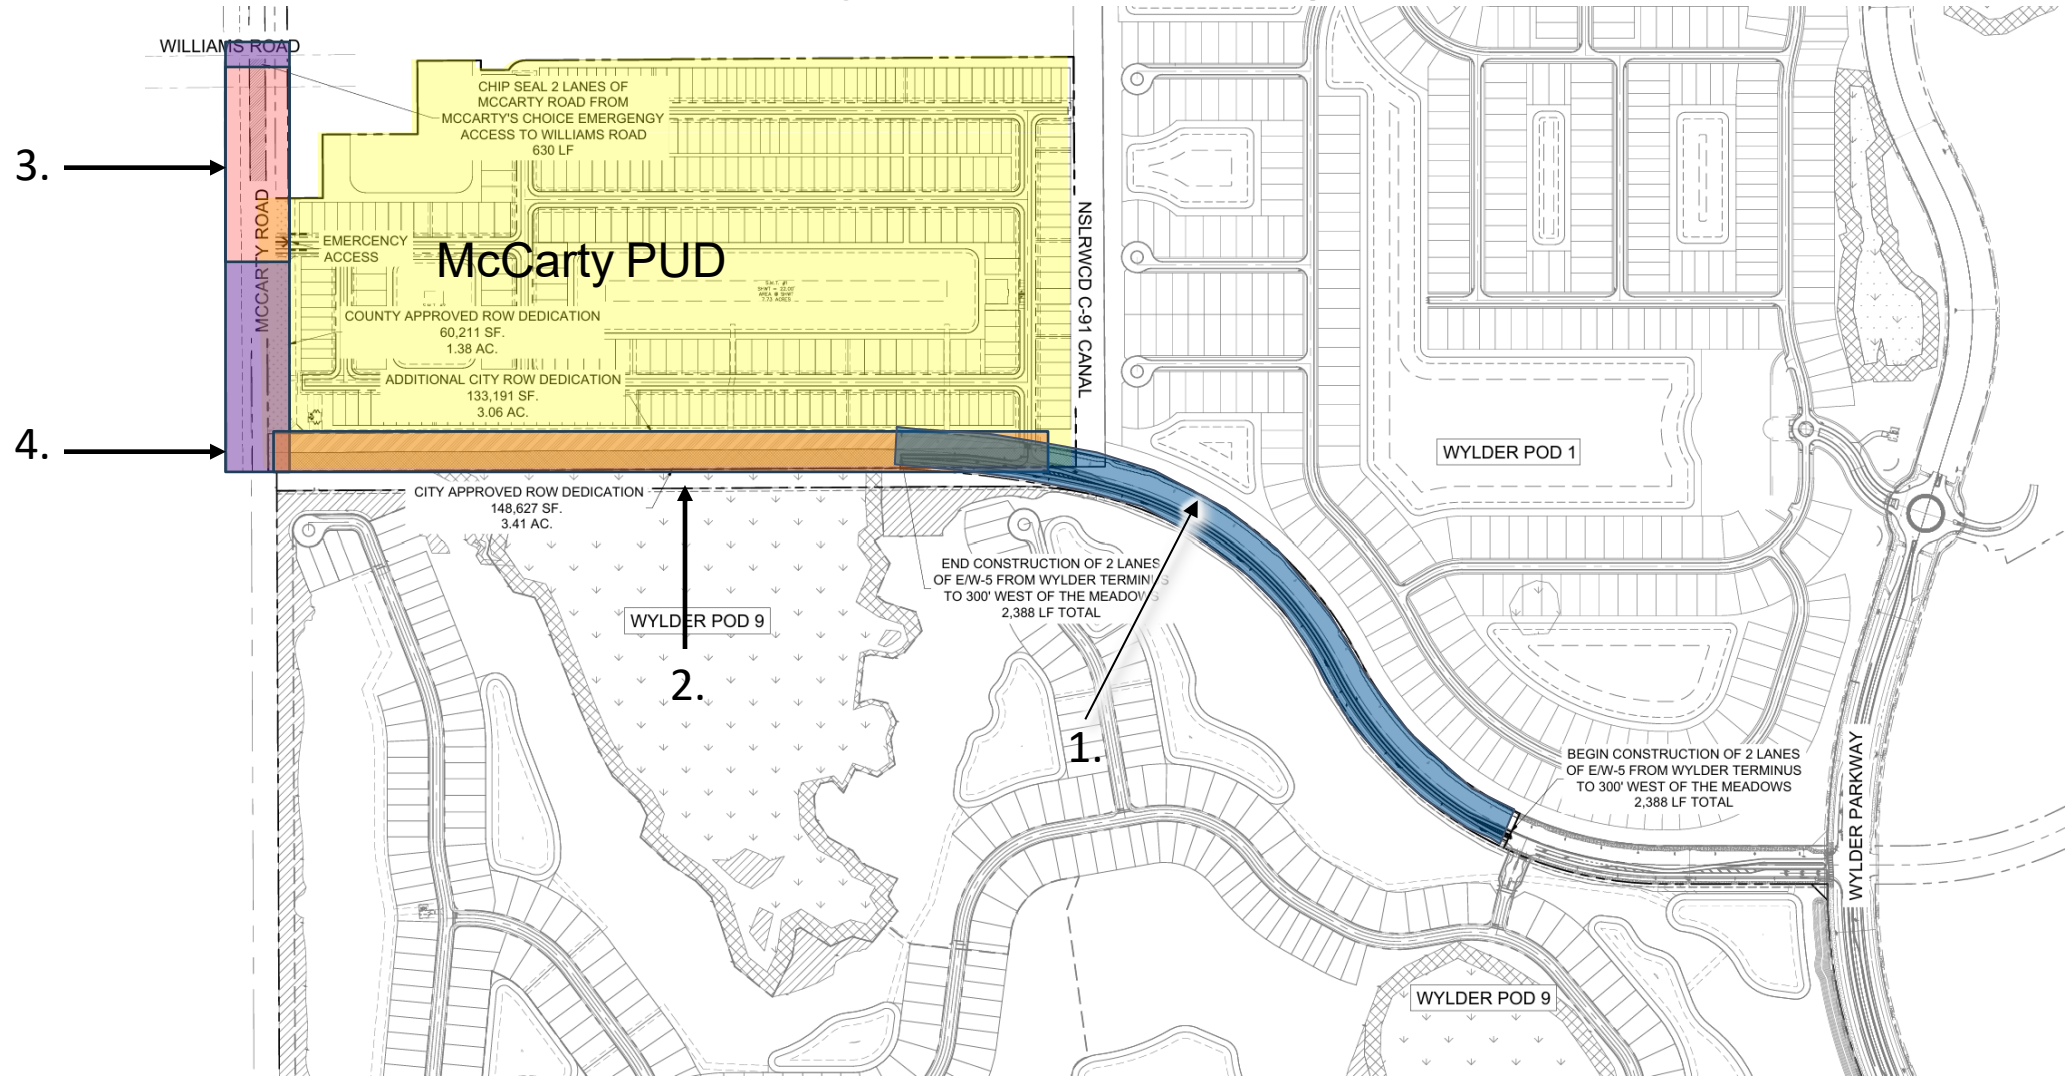 WILLIAMS ROAD
CHIP SEAL 2 LANES OF
MCCARTY ROAD FROM
MCCARTY'S CHOICE EMERGENGY
ACCESS TO WILLIAMS ROAD
630 LF
3.
MCCARTY ROAD
EMERGENCY
ACCESS
McCarty PUD
NSLRWCD C-91 CANAL
COUNTY APPROVED ROW DEDICATION
60,211 SF.
1.38 AC.
ADDITIONAL CITY ROW DEDICATION
133,191 SF.
3.06 AC.
4.
WYLDER POD 1
CITY APPROVED ROW DEDICATION
148,627 SF.
3.41 AC.
END CONSTRUCTION OF 2 LANES
OF E/W-5 FROM WYLDER TERMINUS
TO 300' WEST OF THE MEADOWS
2,388 LF TOTAL
WYLDER POD 9
2.
1.
BEGIN CONSTRUCTION OF 2 LANES
OF E/W-5 FROM WYLDER TERMINUS
TO 300' WEST OF THE MEADOWS
2,388 LF TOTAL
WYLDER PARKWAY
WYLDER POD 9